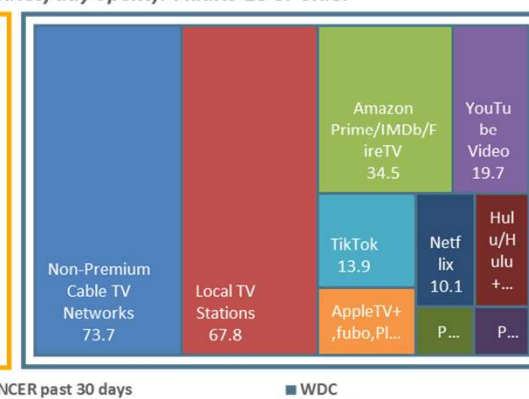 Non-Premium
Cable TV
Networks
73.7
Local TV
Stations
67.8
Amazon
Prime/IMDb/F
ireTV
34.5
YouTu
be
Video
19.7
TikTok
13.9
Netf
lix
10.1
Hul
u/H
ulu
+...
AppleTV+
,fubo,Pl...
P...
P...
NCER past 30 days
WDC